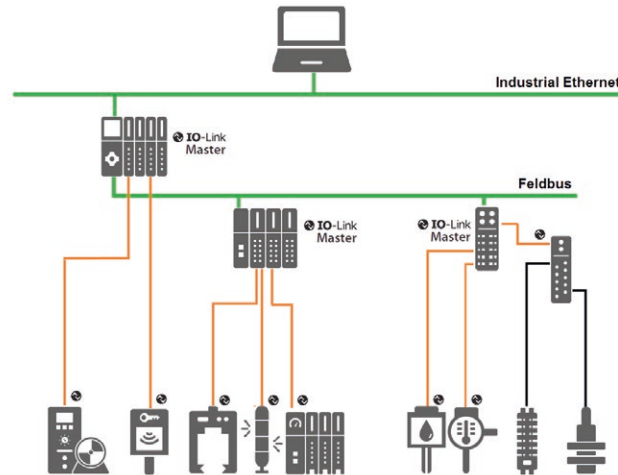 Industrial Ethernet
IO-Link
Master
Feldbus
IO-Link
Master
IO-Link
Master